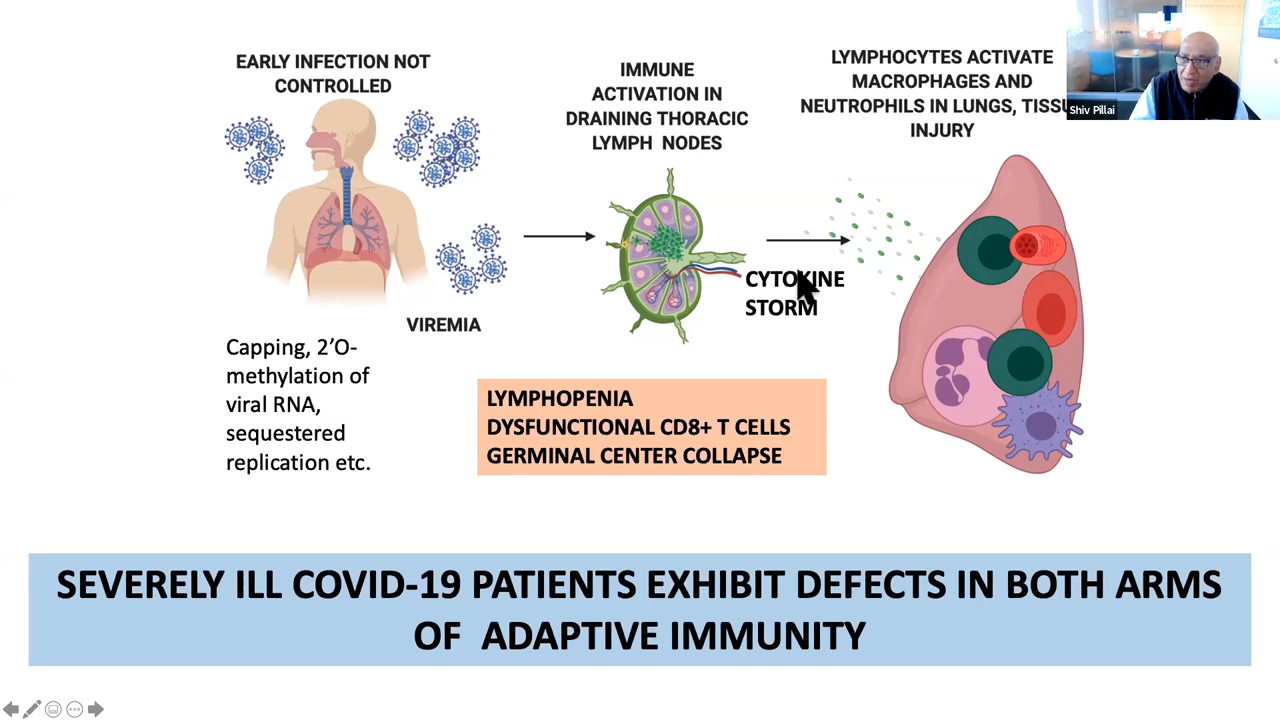 EARLY INFECTION NOT
CONTROLLED
IMMUNE
ACTIVATION IN
DRAINING THORACIC
LYMPH NODES
LYMPHOCYTES ACTIVATE
MACROPHAGES AND
NEUTROPHILS IN LUNGS,
INJURY
Shiv Pillai
VIREMIA
CYTOKINE
STORM
Capping, 2'O-
methylation of
viral RNA,
sequestered
replication etc.
LYMPHOPENIA
DYSFUNCTIONAL CD8+ T CELLS
GERMINAL CENTER COLLAPSE
SEVERELY ILL COVID-19 PATIENTS EXHIBIT DEFECTS IN BOTH ARMS
OF ADAPTIVE IMMUNITY